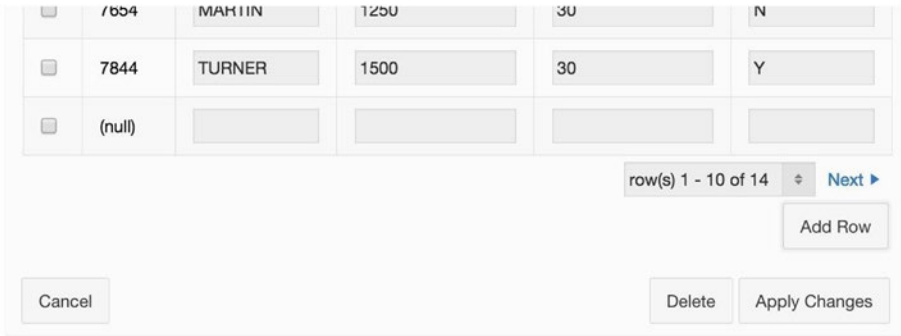 7654 MARTIN 1250 30 N
7844 TURNER 1500 30 Y
(null)
row(s) 1 - 10 of 14 Next
Add Row
Cancel Delete Apply Changes